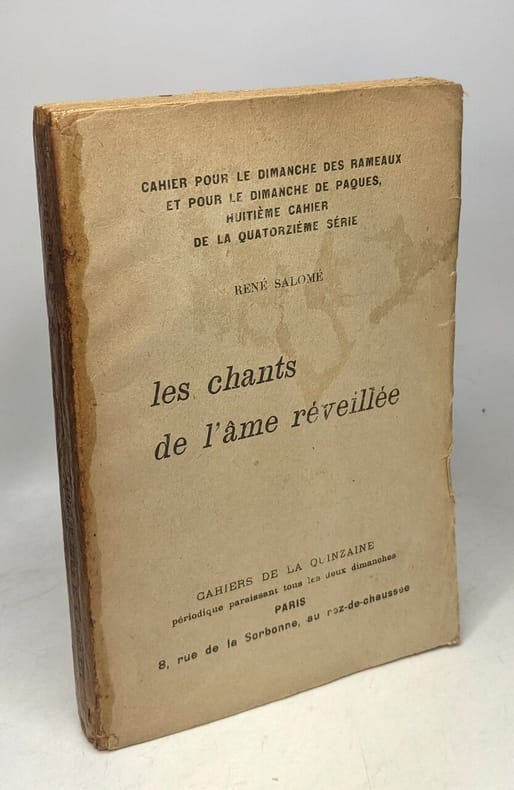 CAHIER POUR LE DIMANCHE DES RAMEAUX
ET POUR LE DIMANCHE DE PAQUES,
HUITIÈME CAHIER
DE LA QUATORZIÈME SÉRIE
RENÉ SALOMÉ
les chants
de l'âme réveillée
CAHIERS DE LA QUINZAINE
périodique paraissant tous les deux dimanches
PARIS
8, rue de la Sorbonne, au rez-de-chaussée